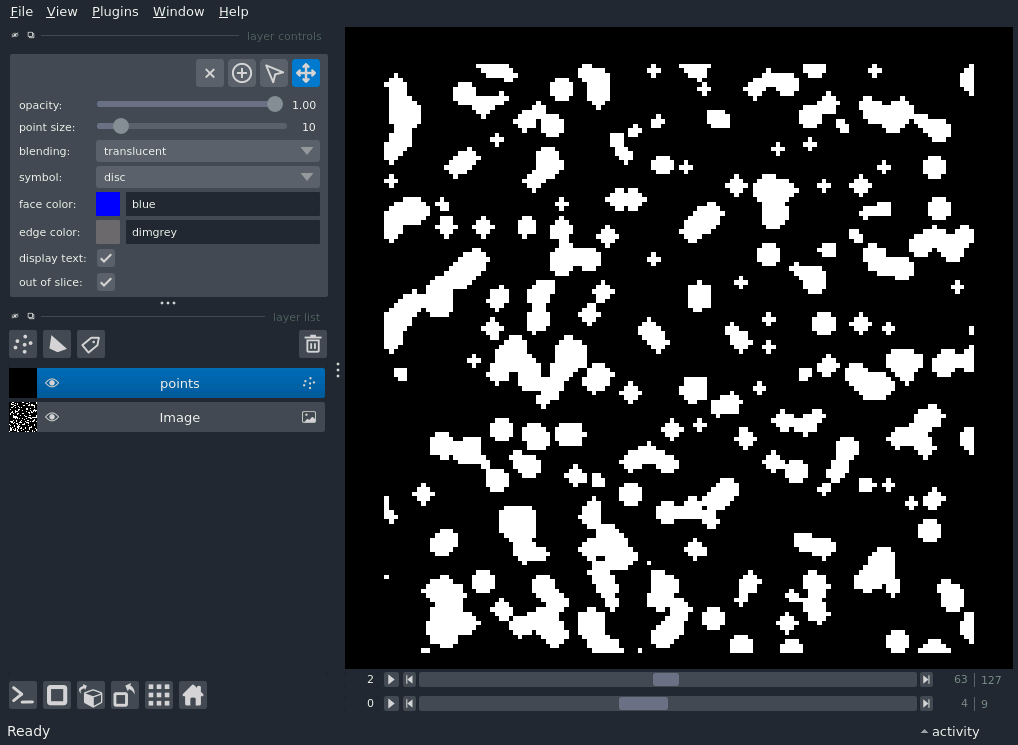 File View Plugins Window Help
layer controls
opacity: 1.00
point size: 10
blending: translucent
symbol: disc
face color: blue
edge color: dimgrey
display text:
out of slice:
layer list
points
Image
2 63 127
0 4 9
Ready activity